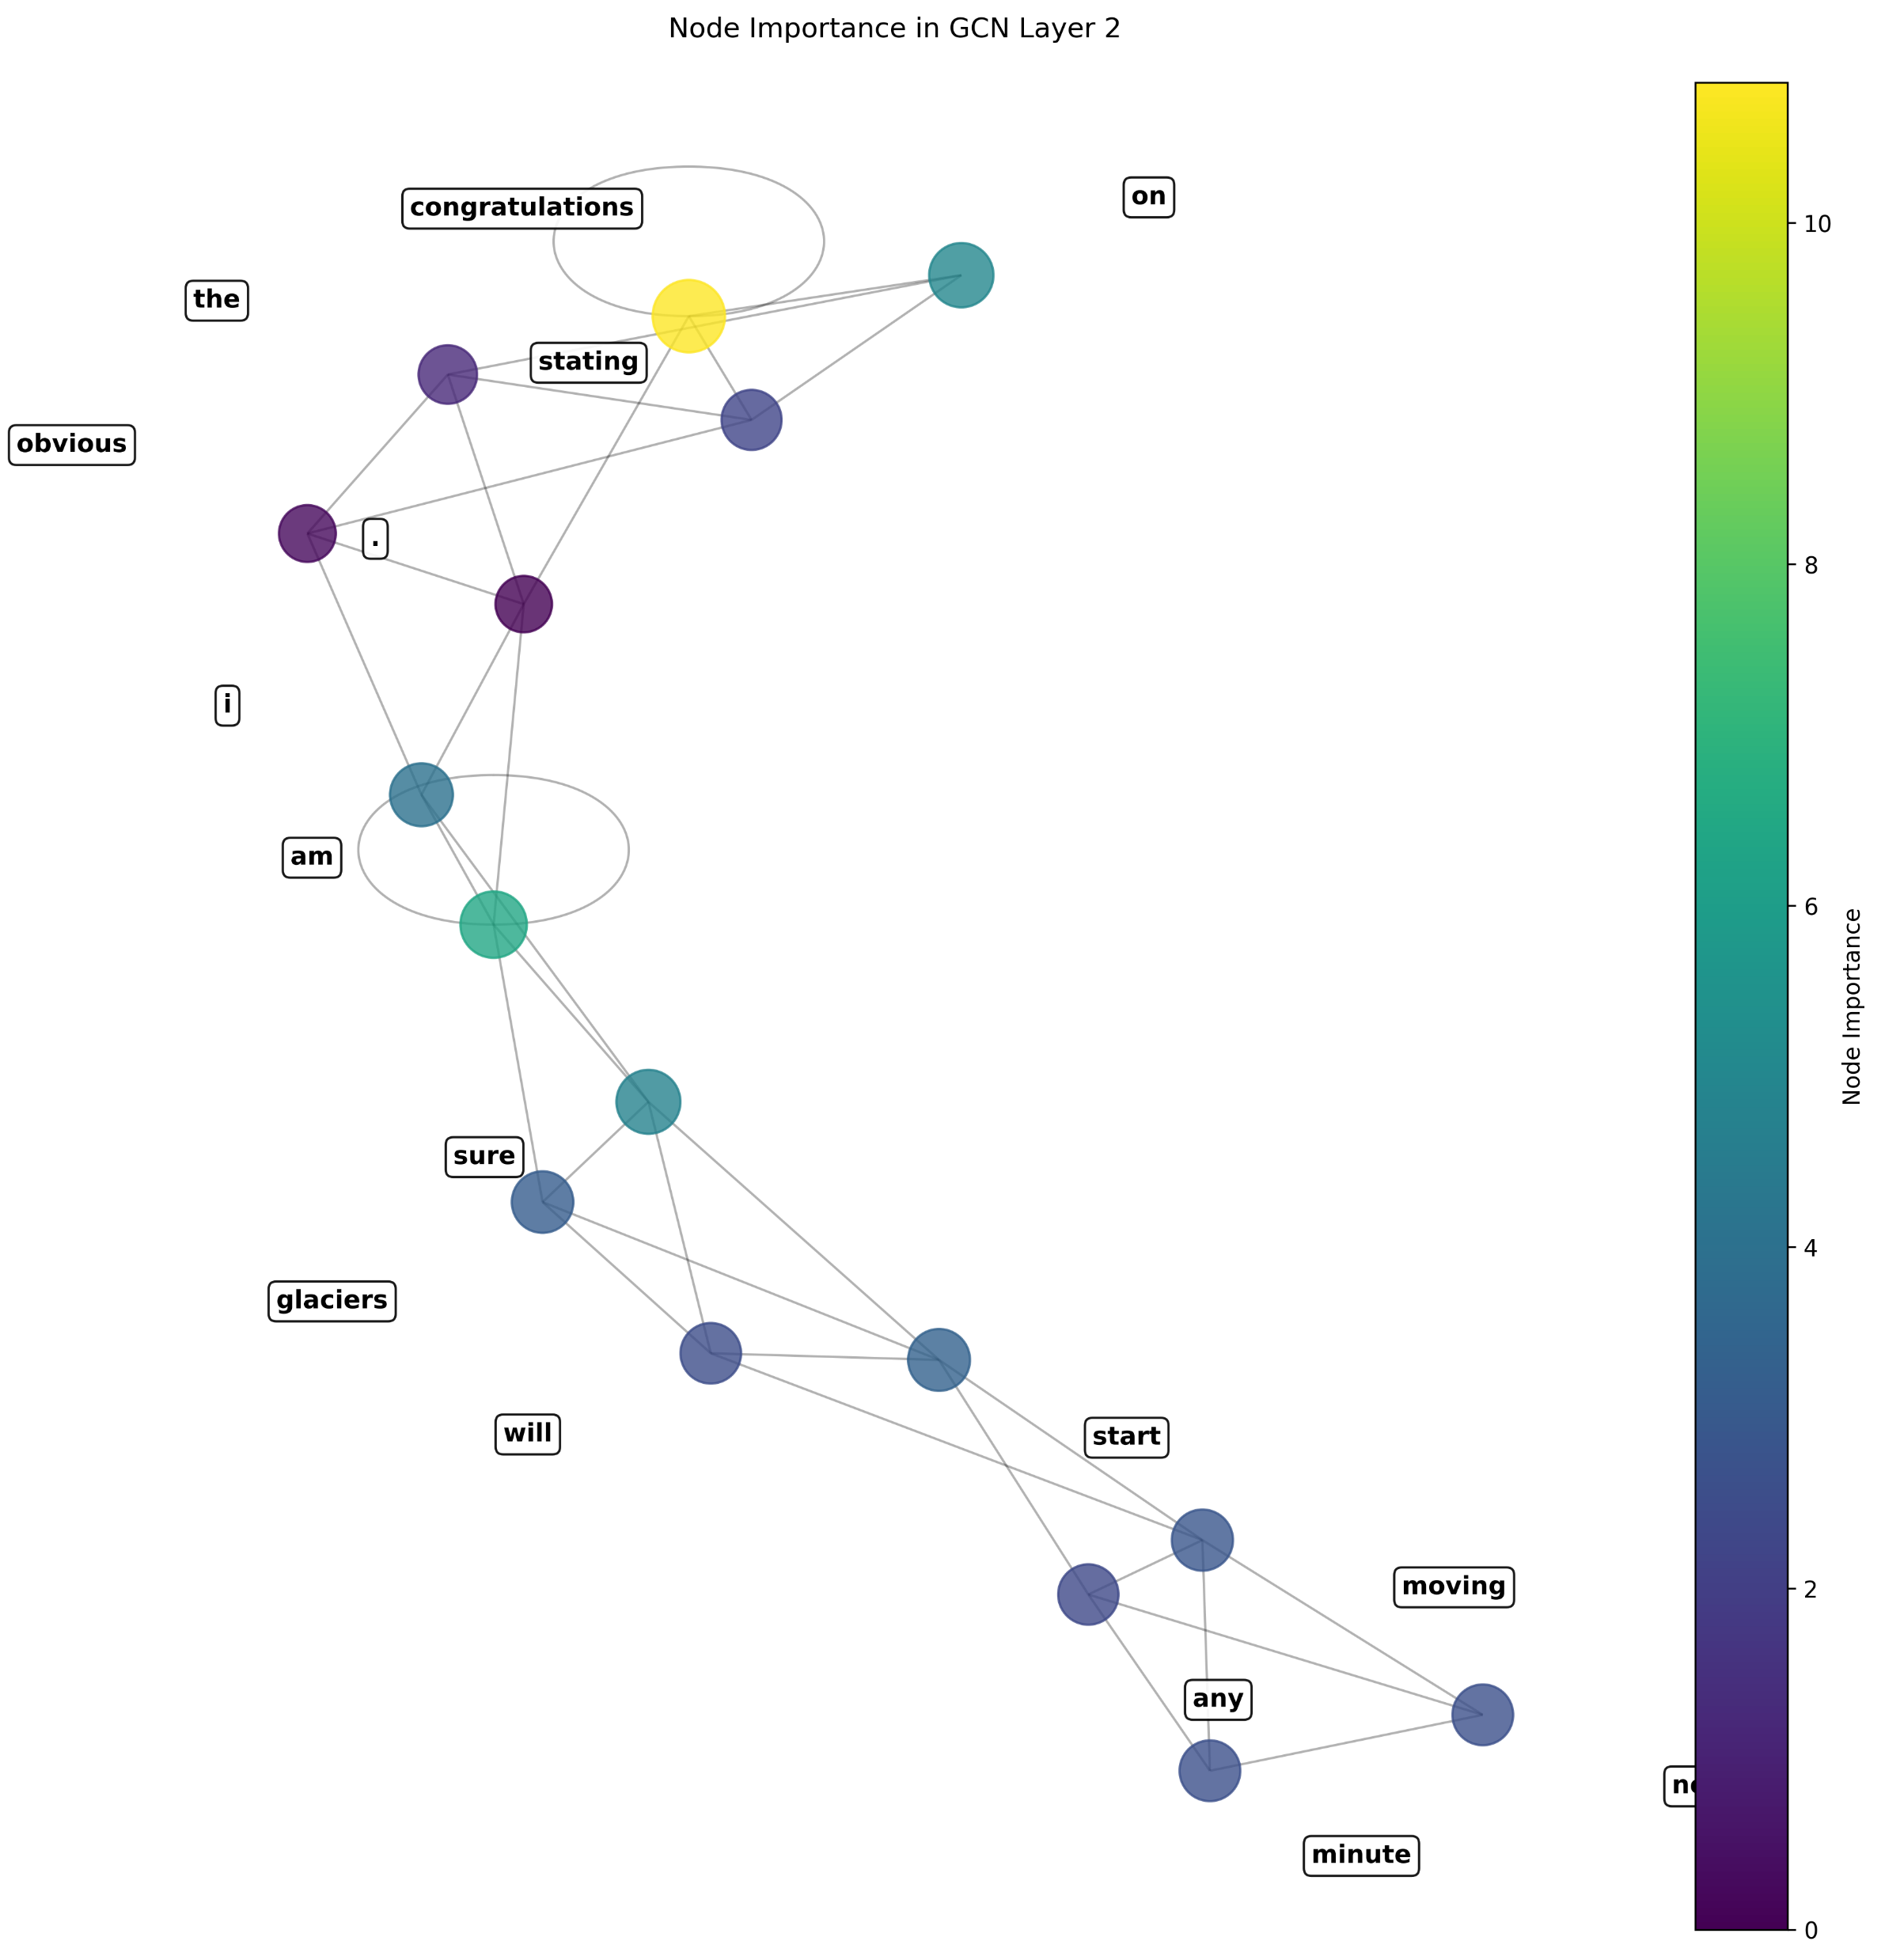 Node Importance in GCN Layer 2
on
congratulations
the
stating
obvious
.
i
am
sure
glaciers
will
start
moving
any
minute
10
8
6
4
2
0
Node Importance